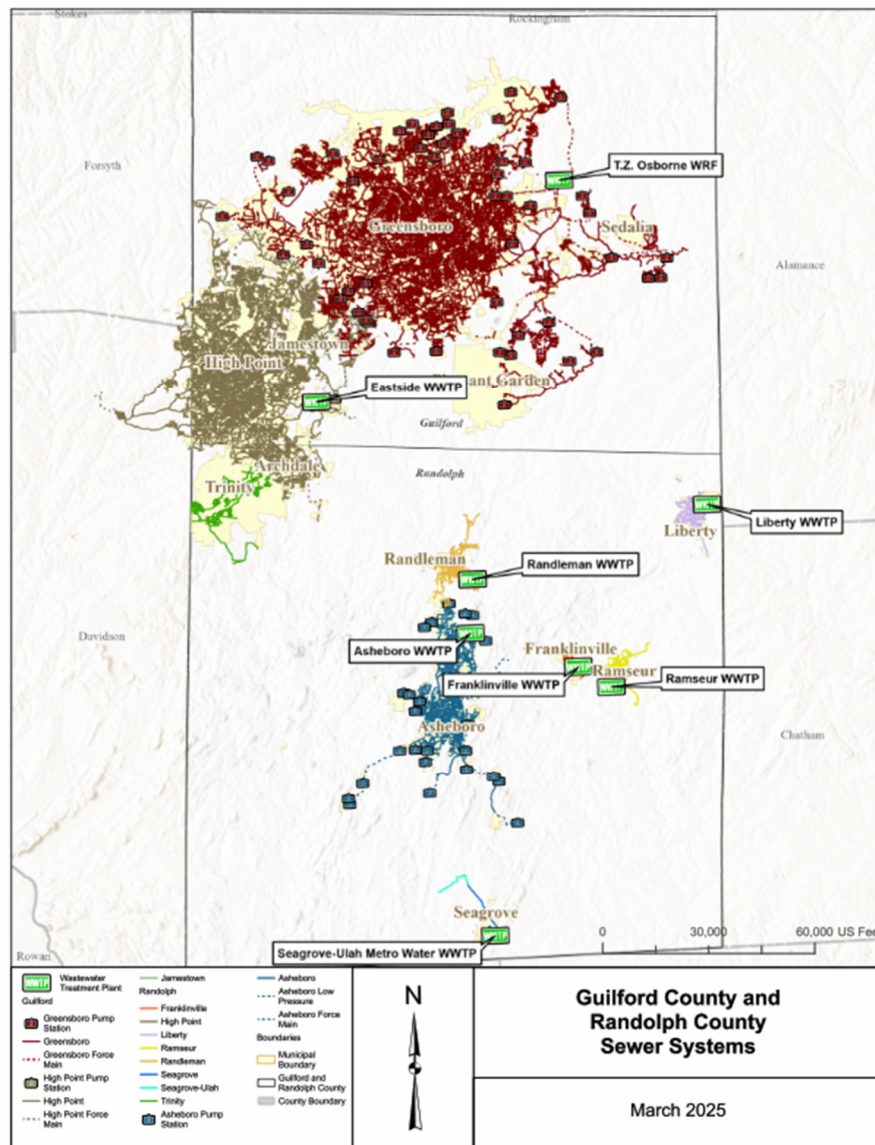 Stokes
Rockingham
Forsyth
T.Z. Osborne WRF
Greensboro
Sedalia
Alamance
Jamestown
High Point
Eastside WWTP
Pleasant Garden
Guilford
Archdale
Randolph
Trinity
Liberty WWTP
Liberty
Randleman
Randleman WWTP
Davidson
Asheboro WWTP
Franklinville
Ramseur
Franklinville WWTP
Ramseur WWTP
Asheboro
Chatham
Seagrove
0 30,000 60,000 US Fee
Seagrove-Ulah Metro Water WWTP
Rowan
WWTP
Wastewater
Treatment Plant
Guilford
Greensboro Pump
Station
Greensboro
Greensboro Force
Main
High Point Pump
Station
High Point
High Point Force
Main
Jamestown
Randolph
Franklinville
High Point
Liberty
Ramseur
Randleman
Seagrove
Seagrove-Ulah
Trinity
Asheboro Pump
Station
Asheboro
Asheboro Low
Pressure
Asheboro Force
Main
Boundaries
Municipal
Boundary
Guilford and
Randolph County
County Boundary
N
Guilford County and
Randolph County
Sewer Systems
March 2025